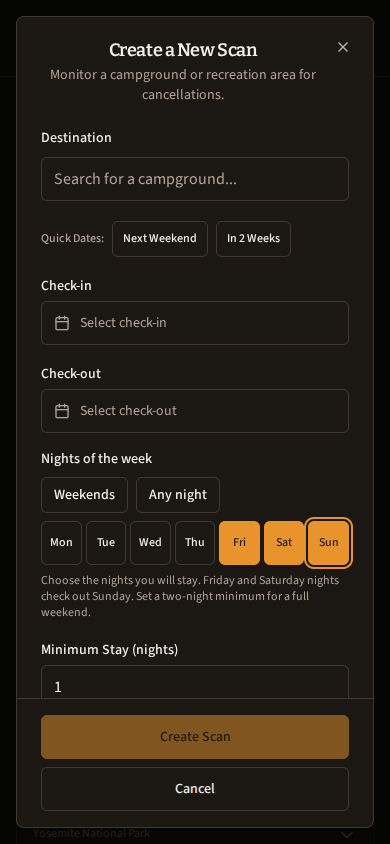 Create a New Scan
Monitor a campground or recreation area for
cancellations.
Destination
Search for a campground...
Quick Dates:
Next Weekend
In 2 Weeks
Check-in
Select check-in
Check-out
Select check-out
Nights of the week
Weekends
Any night
Mon
Tue
Wed
Thu
Fri
Sat
Sun
Choose the nights you will stay. Friday and Saturday nights
check out Sunday. Set a two-night minimum for a full
weekend.
Minimum Stay (nights)
1
Create Scan
Cancel
Yosemite National Park